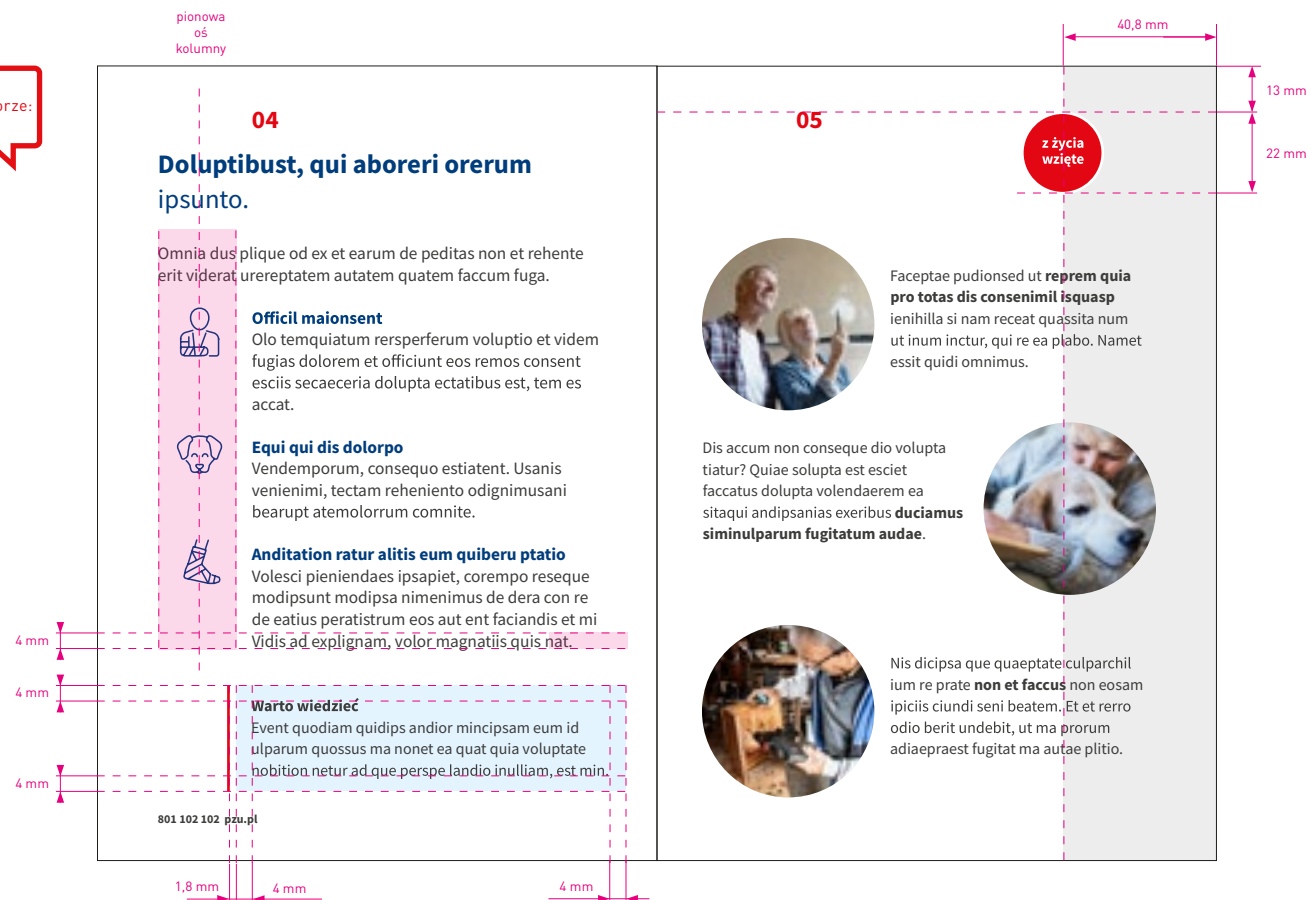 pionowa
oś
kolumny
orze:
04
Doluptibust, qui aboreri orerum
ipsunto.
Omnia dus plique od ex et earum de peditas non et rehente
erit viderat urereptatem autatem quatem faccum fuga.
Officil maionsent
Olo temquiatum rersperferum voluptio et videm
fugias dolorem et officiunt eos remos consent
esciis secaeceria dolupta ectatibus est, tem es
accat.
Equi qui dis dolorpo
Vendemporum, consequo estiatent. Usanis
venienimi, tectam reheniento odignimusani
bearupt atemolorrum comnite.
Anditation ratur alitis eum quiberu ptatio
Volesci pieniendaes ipsapiet, corempo reseque
modipsunt modipsa nimenimus de dera con re
de eatius peratistrum eos aut ent faciandis et mi
Vidis ad explignam, volor magnatiis quis nat.
4 mm
4 mm
4 mm
Warto wiedzieć
Event quodiam quidips andior mincipsam eum id
ulparum quossus ma nonet ea quat quia voluptate
nobition netur ad que perspe landio inulliam, est min.
801 102 102 pzu.pl
1,8 mm
4 mm
4 mm
40,8 mm
13 mm
22 mm
05
z życia
wzięte
Faceptae pudionsed ut reprem quia
pro totas dis consenimil isquasp
ienihilla si nam receat quassita num
ut inum inctur, qui re ea plabo. Namet
essit quidi omnimus.
Dis accum non conseque dio volupta
tiatur? Quiae solupta est esciet
faccatus dolupta volendaerem ea
sitaqui andipsanias exeribus duciamus
siminulparum fugitatum audae.
Nis dicipsa que quaeptate culparchil
ium re prate non et faccus non eosam
ipiciis ciundi seni beatem. Et et rerro
odio berit undebit, ut ma prorum
adiaepraest fugitat ma autae plitio.